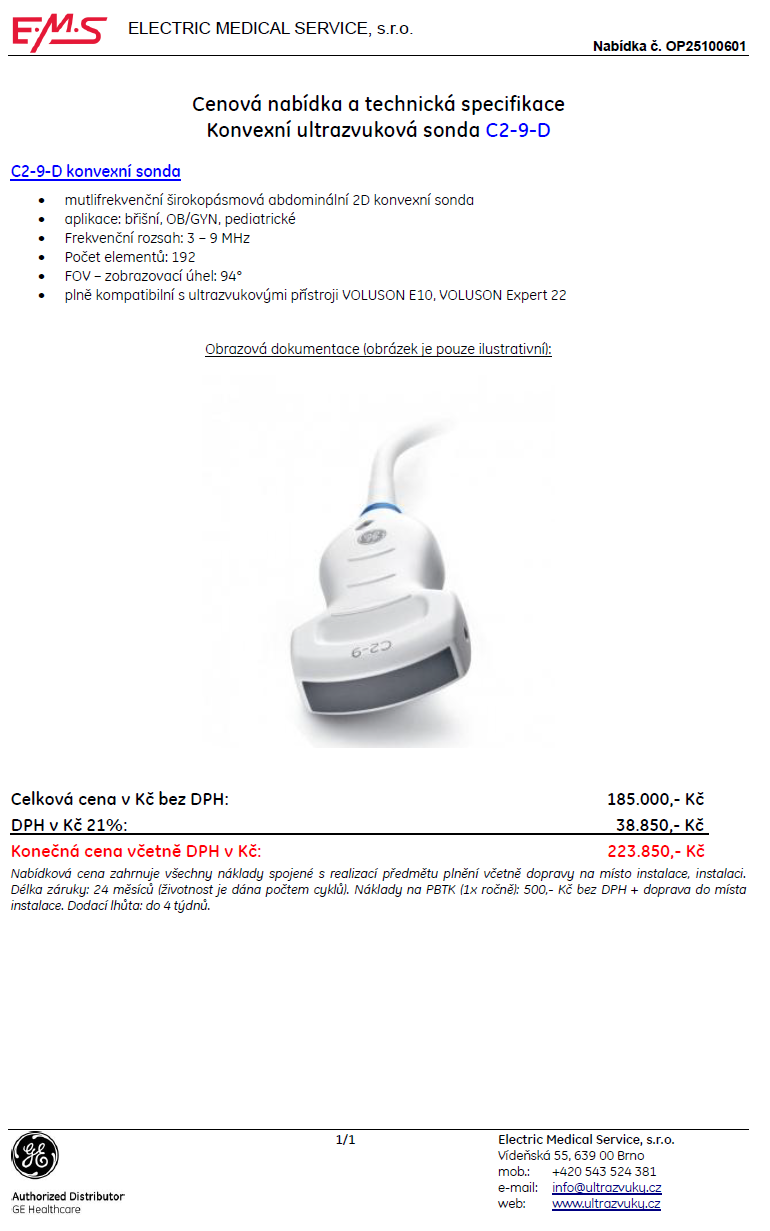 E·M·S
ELECTRIC MEDICAL SERVICE, s.r.o.
Nabídka č. OP25100601
Cenová nabídka a technická specifikace
Konvexní ultrazvuková sonda C2-9-D
C2-9-D konvexní sonda
• mutlifrekvenční širokopásmová abdominální 2D konvexní sonda
• aplikace: břišní, OB/GYN, pediatrické
• Frekvenční rozsah: 3 – 9 MHz
• Počet elementů: 192
• FOV – zobrazovací úhel: 94°
• plně kompatibilní s ultrazvukovými přístroji VOLUSON E10, VOLUSON Expert 22
Obrazová dokumentace (obrázek je pouze ilustrativní):
GE
C2-9
Celková cena v Kč bez DPH: 185.000,- Kč
DPH v Kč 21%: 38.850,- Kč
Konečná cena včetně DPH v Kč: 223.850,- Kč
Nabídková cena zahrnuje všechny náklady spojené s realizací předmětu plnění včetně dopravy na místo instalace, instalaci.
Délka záruky: 24 měsíců (životnost je dána počtem cyklů). Náklady na PBTK (1x ročně): 500,- Kč bez DPH + doprava do místa
instalace. Dodací lhůta: do 4 týdnů.
GE
Authorized Distributor
GE Healthcare
1/1
Electric Medical Service, s.r.o.
Vídeňská 55, 639 00 Brno
mob.: +420 543 524 381
e-mail: info@ultrazvuky.cz
web: www.ultrazvuky.cz